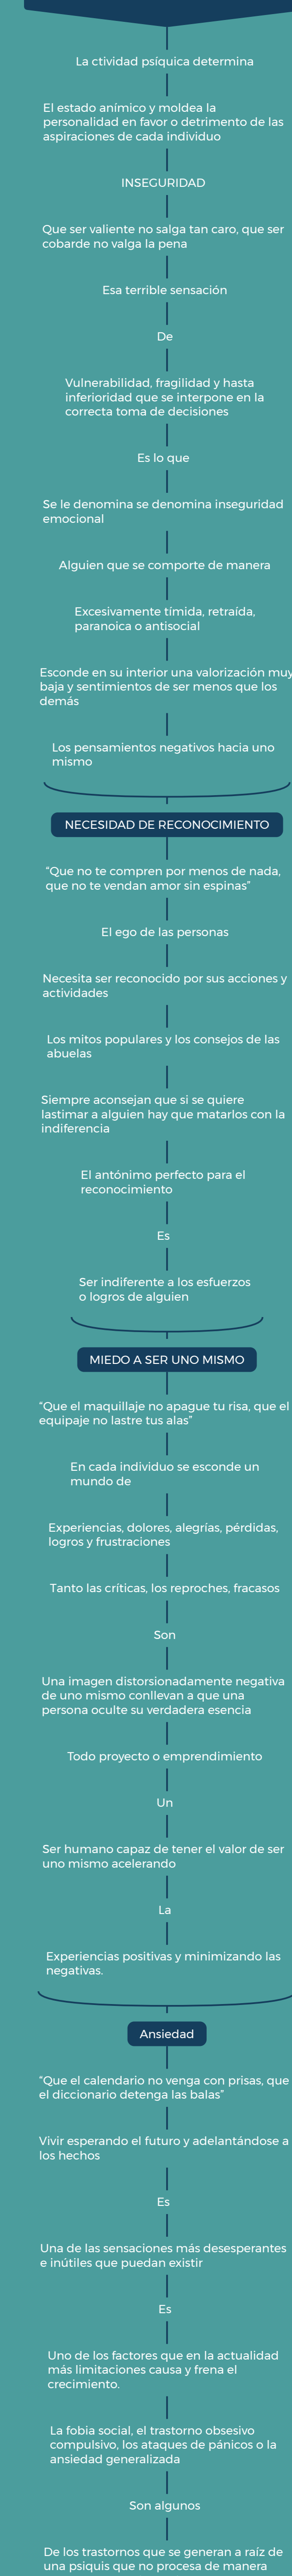 La ctividad psíquica determina
El estado anímico y moldea la
personalidad en favor o detrimento de las
aspiraciones de cada individuo
INSEGURIDAD
Que ser valiente no salga tan caro, que ser
cobarde no valga la pena
Esa terrible sensación
De
Vulnerabilidad, fragilidad y hasta
inferioridad que se interpone en la
correcta toma de decisiones
Es lo que
Se le denomina se denomina inseguridad
emocional
Alguien que se comporte de manera
Excesivamente tímida, retraída,
paranoica o antisocial
Esconde en su interior una valorización muy
baja y sentimientos de ser menos que los
demás
Los pensamientos negativos hacia uno
mismo
NECESIDAD DE RECONOCIMIENTO
“Que no te compren por menos de nada,
que no te vendan amor sin espinas”
El ego de las personas
Necesita ser reconocido por sus acciones y
actividades
Los mitos populares y los consejos de las
abuelas
Siempre aconsejan que si se quiere
lastimar a alguien hay que matarlos con la
indiferencia
El antónimo perfecto para el
reconocimiento
Es
Ser indiferente a los esfuerzos
o logros de alguien
MIEDO A SER UNO MISMO
“Que el maquillaje no apague tu risa, que el
equipaje no lastre tus alas”
En cada individuo se esconde un
mundo de
Experiencias, dolores, alegrías, pérdidas,
logros y frustraciones
Tanto las críticas, los reproches, fracasos
Son
Una imagen distorsionadamente negativa
de uno mismo conllevan a que una
persona oculte su verdadera esencia
Todo proyecto o emprendimiento
Un
Ser humano capaz de tener el valor de ser
uno mismo acelerando
La
Experiencias positivas y minimizando las
negativas.
Ansiedad
“Que el calendario no venga con prisas, que
el diccionario detenga las balas”
Vivir esperando el futuro y adelantándose a
los hechos
Es
Una de las sensaciones más desesperantes
e inútiles que puedan existir
Es
Uno de los factores que en la actualidad
más limitaciones causa y frena el
crecimiento.
La fobia social, el trastorno obsesivo
compulsivo, los ataques de pánicos o la
ansiedad generalizada
Son algunos
De los trastornos que se generan a raíz de
una psiquis que no procesa de manera